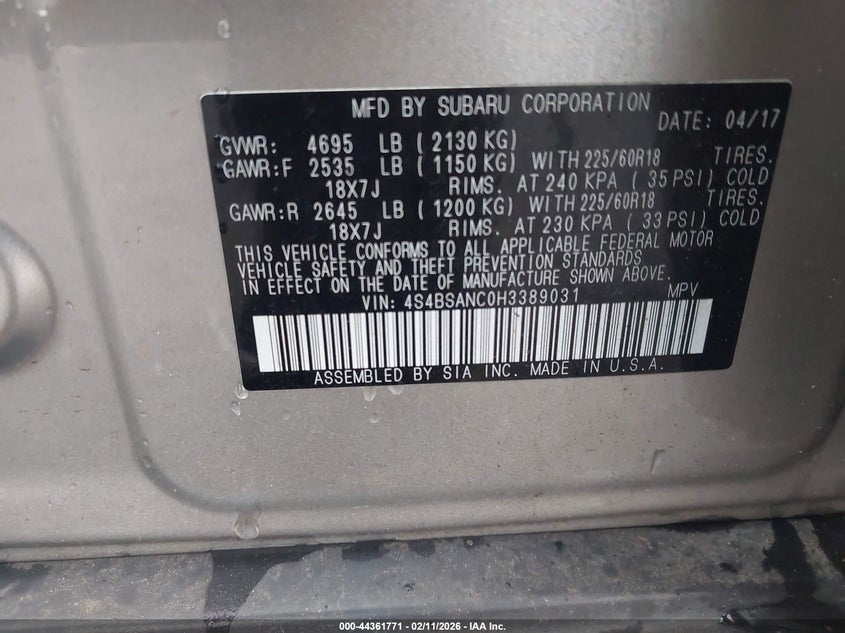 MFD BY SUBARU CORPORATION
DATE: 04/17
GVWR: 4695 LB ( 2130 KG)
GAWR:F 2535 LB ( 1150 KG) WITH 225/60R18 TIRES.
18X7J RIMS. AT 240 KPA ( 35 PSI) COLD
GAWR:R 2645 LB ( 1200 KG) WITH 225/60R18 TIRES.
18X7J RIMS. AT 230 KPA ( 33 PSI) COLD
THIS VEHICLE CONFORMS TO ALL APPLICABLE FEDERAL MOTOR
VEHICLE SAFETY AND THEFT PREVENTION STANDARDS
IN EFFECT ON THE DATE OF MANUFACTURE SHOWN ABOVE.
VIN: 4S4BSANC0H3389031 MPV
ASSEMBLED BY SIA INC. MADE IN U.S.A.
000-44361771 - 02/11/2026 - IAA Inc.